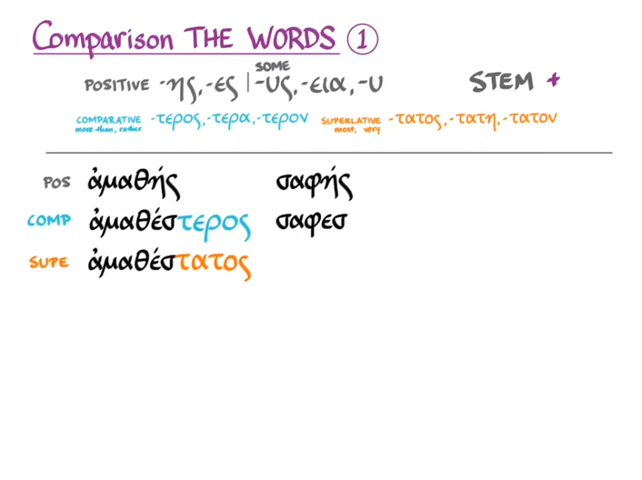 Comparison THE WORDS 1
SOME
POSITIVE -ης, -ες | -υς, -εια, -υ STEM +
COMPARATIVE -τερος, -τερα, -τερον SUPERLATIVE -τατος, -τατη, -τατον
more-than, rather most, very
POS ἀμαθής σαφής
COMP ἀμαθέστερος σαφεσ
SUPE ἀμαθέστατος